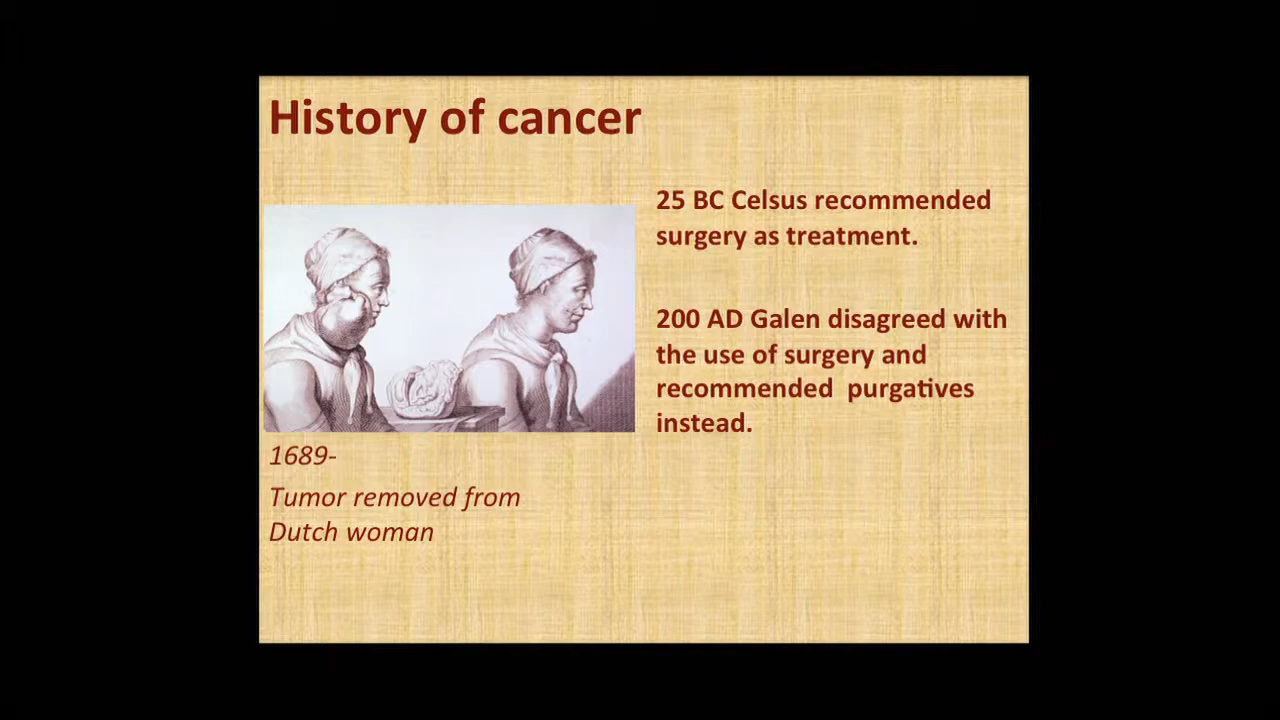 History of cancer
25 BC Celsus recommended
surgery as treatment.
200 AD Galen disagreed with
the use of surgery and
recommended purgatives
instead.
1689-
Tumor removed from
Dutch woman